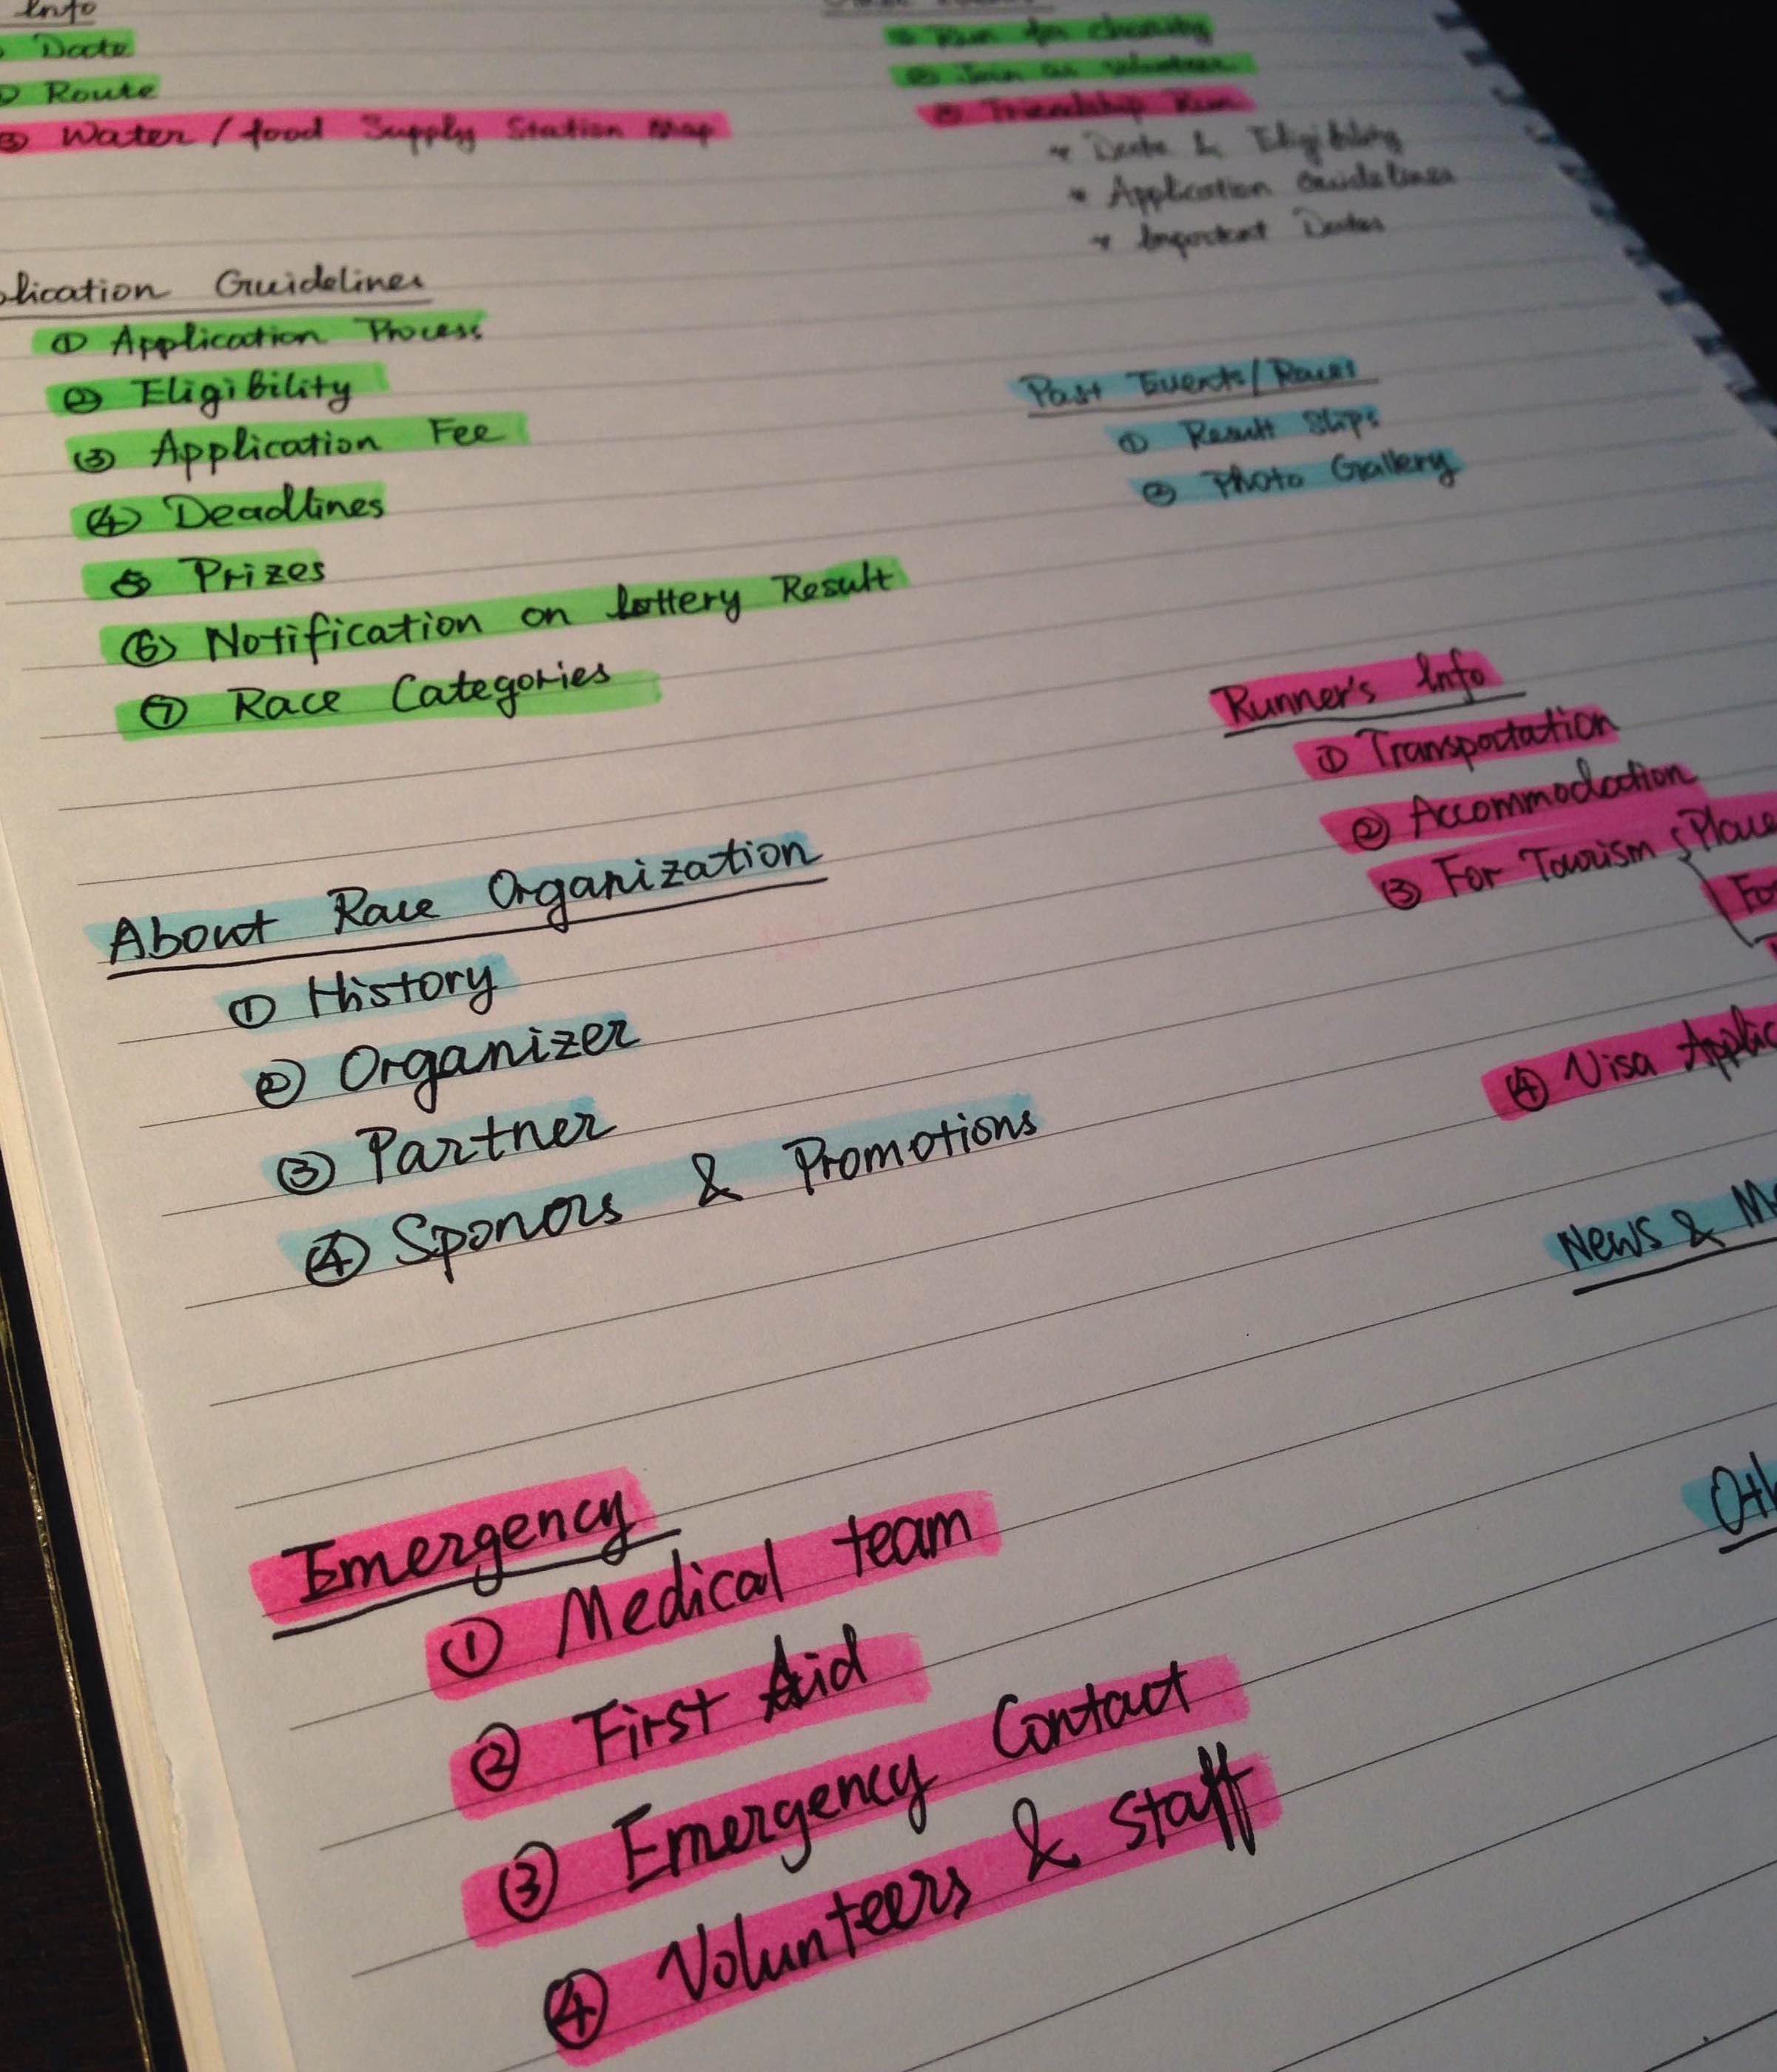 Info
Date
Route
③ Water / food Supply Station Map
lication Guidelines
① Application Process
② Eligibility
③ Application Fee
④ Deadlines
⑤ Prizes
⑥ Notification on lottery Result
⑦ Race Categories
About Race Organization
① History
② Organizer
③ Partner
④ Sponors & Promotions
Emergency
① Medical team
② First Aid
③ Emergency Contact
④ Volunteers & Staff
① Run for charity
② Join as volunteer
③ Friendship Run
* Date & Eligibility
* Application Guidelines
* Important Dates
Past Events/Races
① Result Slips
② Photo Gallery
Runner's Info
① Transportation
② Accommodation
③ For Tourism { Place
Fo
④ Visa Applic
News & M
Oth